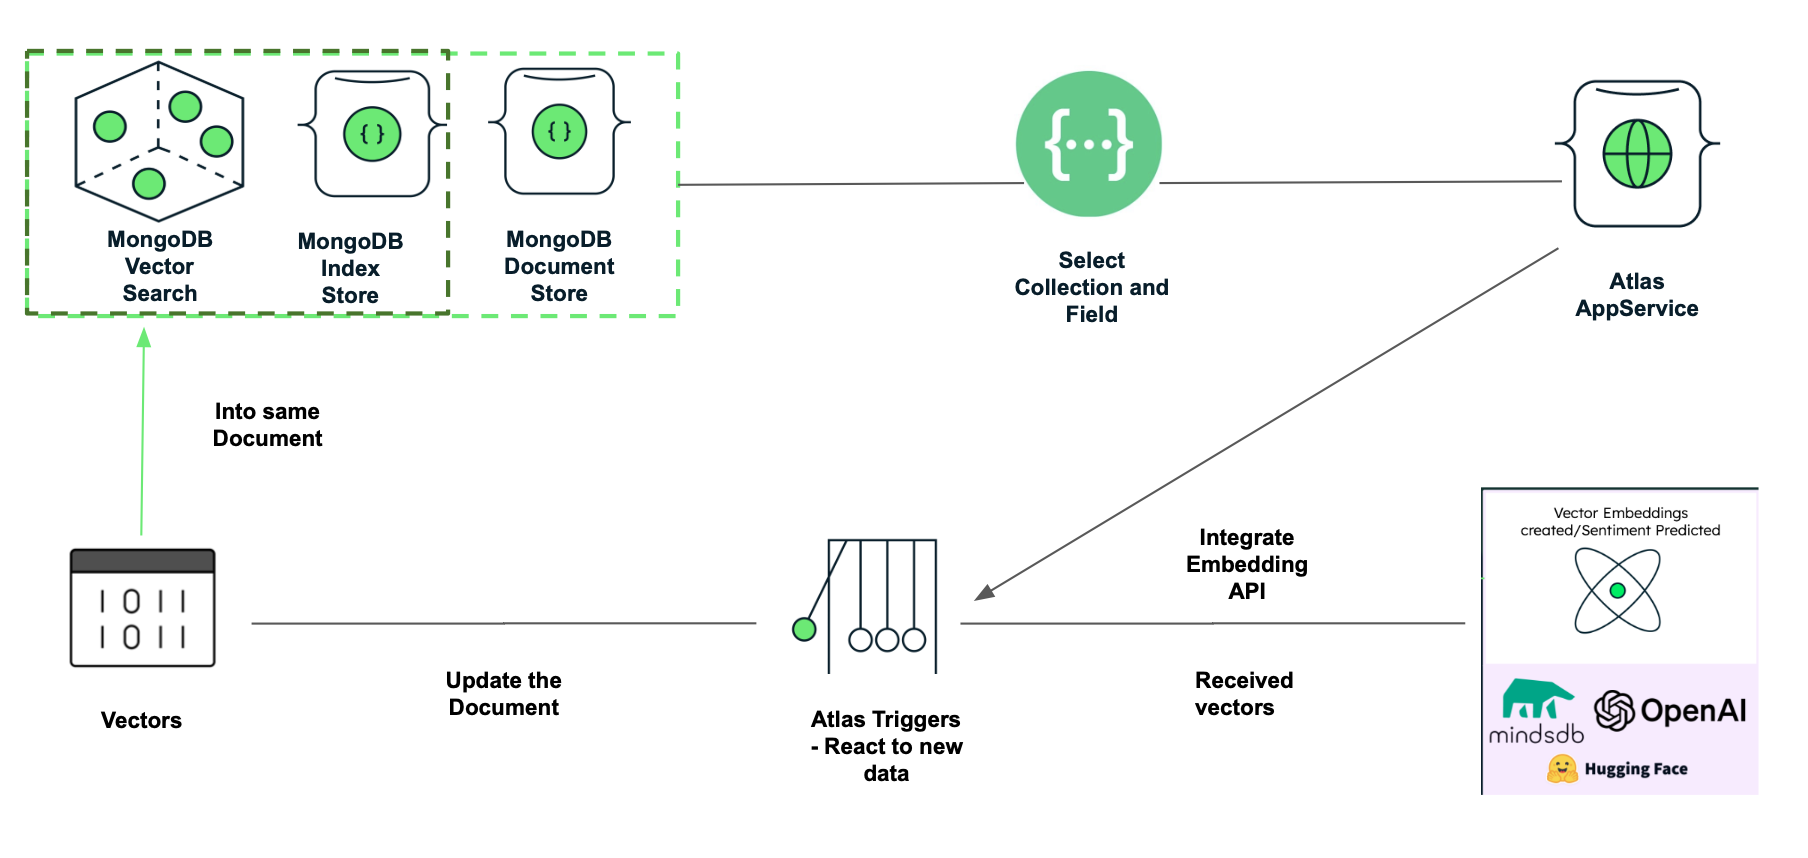 MongoDB
Vector
Search
MongoDB
Index
Store
MongoDB
Document
Store
Select
Collection and
Field
Atlas
AppService
Into same
Document
Vector Embeddings
created/Sentiment Predicted
Integrate
Embedding
API
1011
1011
mindsdb
OpenAI
Hugging Face
Vectors
Update the
Document
Atlas Triggers
- React to new
data
Received
vectors